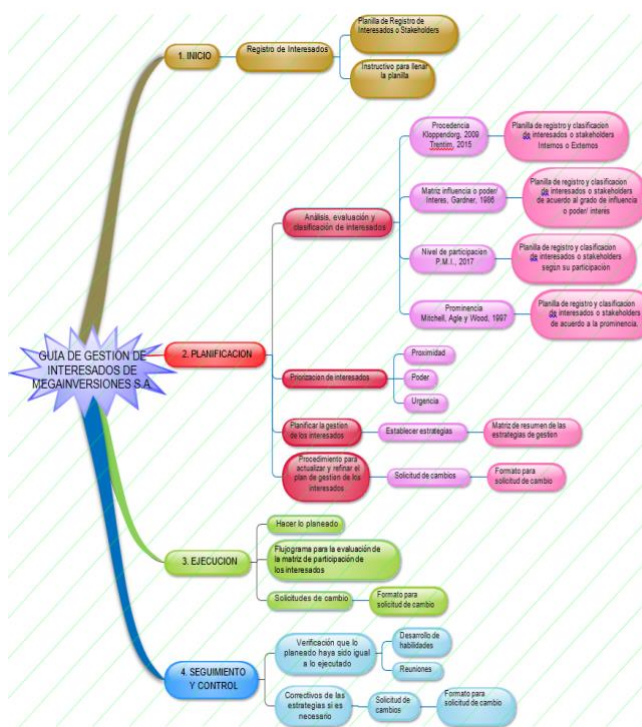 GUIA DE GESTION DE
INTERESADOS DE
MEGAINVERSIONES S.A.
1. INICIO
Registro de Interesados
Planilla de Registro de
Interesados o Stakeholders
Instructivo para llenar
la planilla
2. PLANIFICACION
Análisis, evaluación y
clasificación de interesados
Procedencia
Kloppendorg, 2009
Trentim, 2015
Planilla de registro y clasificacion
de interesados o stakeholders
Internos o Externos
Matriz influencia o poder/
Interes, Gardner, 1986
Planilla de registro y clasificacion
de interesados o stakeholders
de acuerdo al grado de influencia
o poder/ interes
Nivel de participacion
P.M.I., 2017
Planilla de registro y clasificacion
de interesados o stakeholders
según su participacion
Prominencia
Mitchell, Agle y Wood, 1997
Planilla de registro y clasificacion
de interesados o stakeholders
de acuerdo a la prominencia.
Priorizacion de interesados
Proximidad
Poder
Urgencia
Planificar la gestion
de los interesados
Establecer estrategias
Matriz de resumen de las
estrategias de gestion
Procedimiento para
actualizar y refinar el
plan de gestion de los
interesados
Solicitud de cambios
Formato para
solicitud de cambio
3. EJECUCION
Hacer lo planeado
Flujograma para la evaluación de
la matriz de participación de
los interesados
Solicitudes de cambio
Formato para
solicitud de cambio
4. SEGUIMIENTO
Y CONTROL
Verificación que lo
planeado haya sido igual
a lo ejecutado
Desarrollo de
habilidades
Reuniones
Correctivos de las
estrategias si es
necesario
Solicitud de
cambios
Formato para
solicitud de cambio